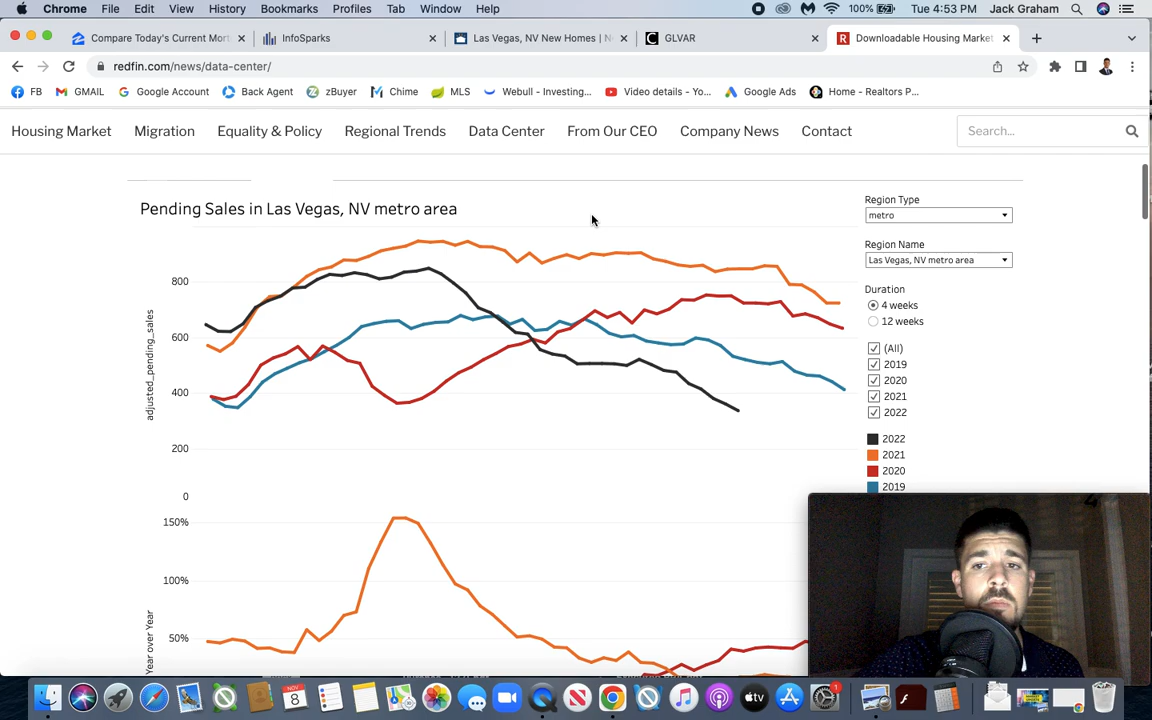 Chrome File Edit View History Bookmarks Profiles Tab Window Help 100% Tue 4:53 PM Jack Graham
Compare Today's Current Mort InfoSparks Las Vegas, NV New Homes | N GLVAR Downloadable Housing Market
redfin.com/news/data-center/
FB GMAIL Google Account Back Agent zBuyer Chime MLS Webull - Investing... Video details - Yo... Google Ads Home - Realtors P...
Housing Market Migration Equality & Policy Regional Trends Data Center From Our CEO Company News Contact Search...
Pending Sales in Las Vegas, NV metro area
Region Type
metro
Region Name
Las Vegas, NV metro area
Duration
4 weeks
12 weeks
(All)
2019
2020
2021
2022
2022
2021
2020
2019
adjusted_pending_sales
800
600
400
200
0
Year over Year
150%
100%
50%
NOV
8
1
tv